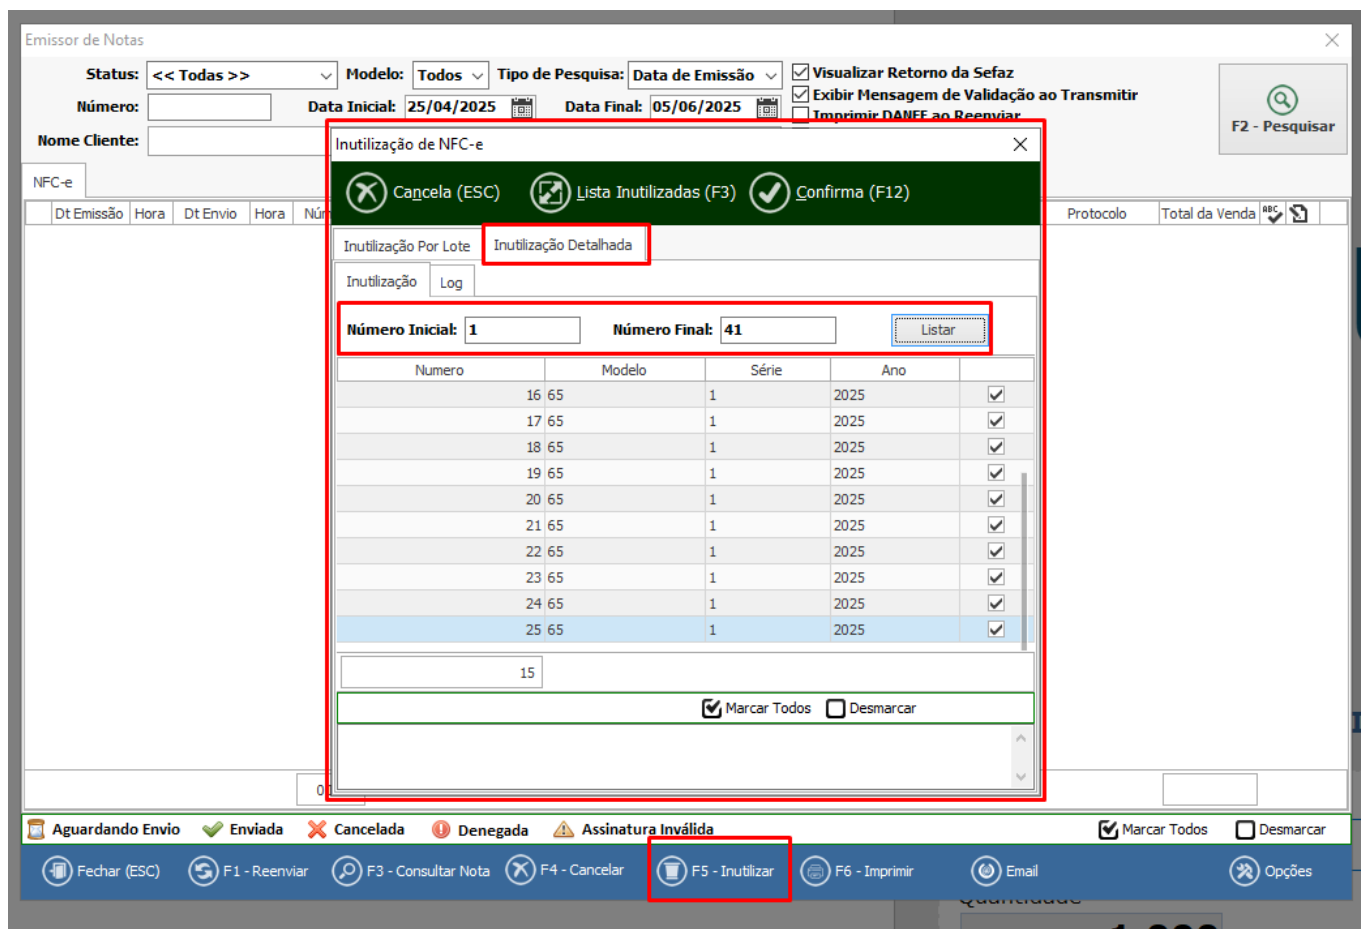 Emissor de Notas
Status: << Todas >> Modelo: Todos Tipo de Pesquisa: Data de Emissão Visualizar Retorno da Sefaz
Exibir Mensagem de Validação ao Transmitir
Número: Data Inicial: 25/04/2025 Data Final: 05/06/2025 Imprimir DANFE ao Reenviar
F2 - Pesquisar
Nome Cliente:
Inutilização de NFC-e
NFC-e
Cancela (ESC) Lista Inutilizadas (F3) Confirma (F12)
Dt Emissão Hora Dt Envio Hora Núm Protocolo Total da Venda ABC
Inutilização Por Lote Inutilização Detalhada
Inutilização Log
Número Inicial: 1 Número Final: 41 Listar
Numero Modelo Série Ano
16 65 1 2025
17 65 1 2025
18 65 1 2025
19 65 1 2025
20 65 1 2025
21 65 1 2025
22 65 1 2025
23 65 1 2025
24 65 1 2025
25 65 1 2025
15
Marcar Todos Desmarcar
0
Aguardando Envio Enviada Cancelada Denegada Assinatura Inválida Marcar Todos Desmarcar
Fechar (ESC) F1 - Reenviar F3 - Consultar Nota F4 - Cancelar F5 - Inutilizar F6 - Imprimir Email Opções
Quantidade